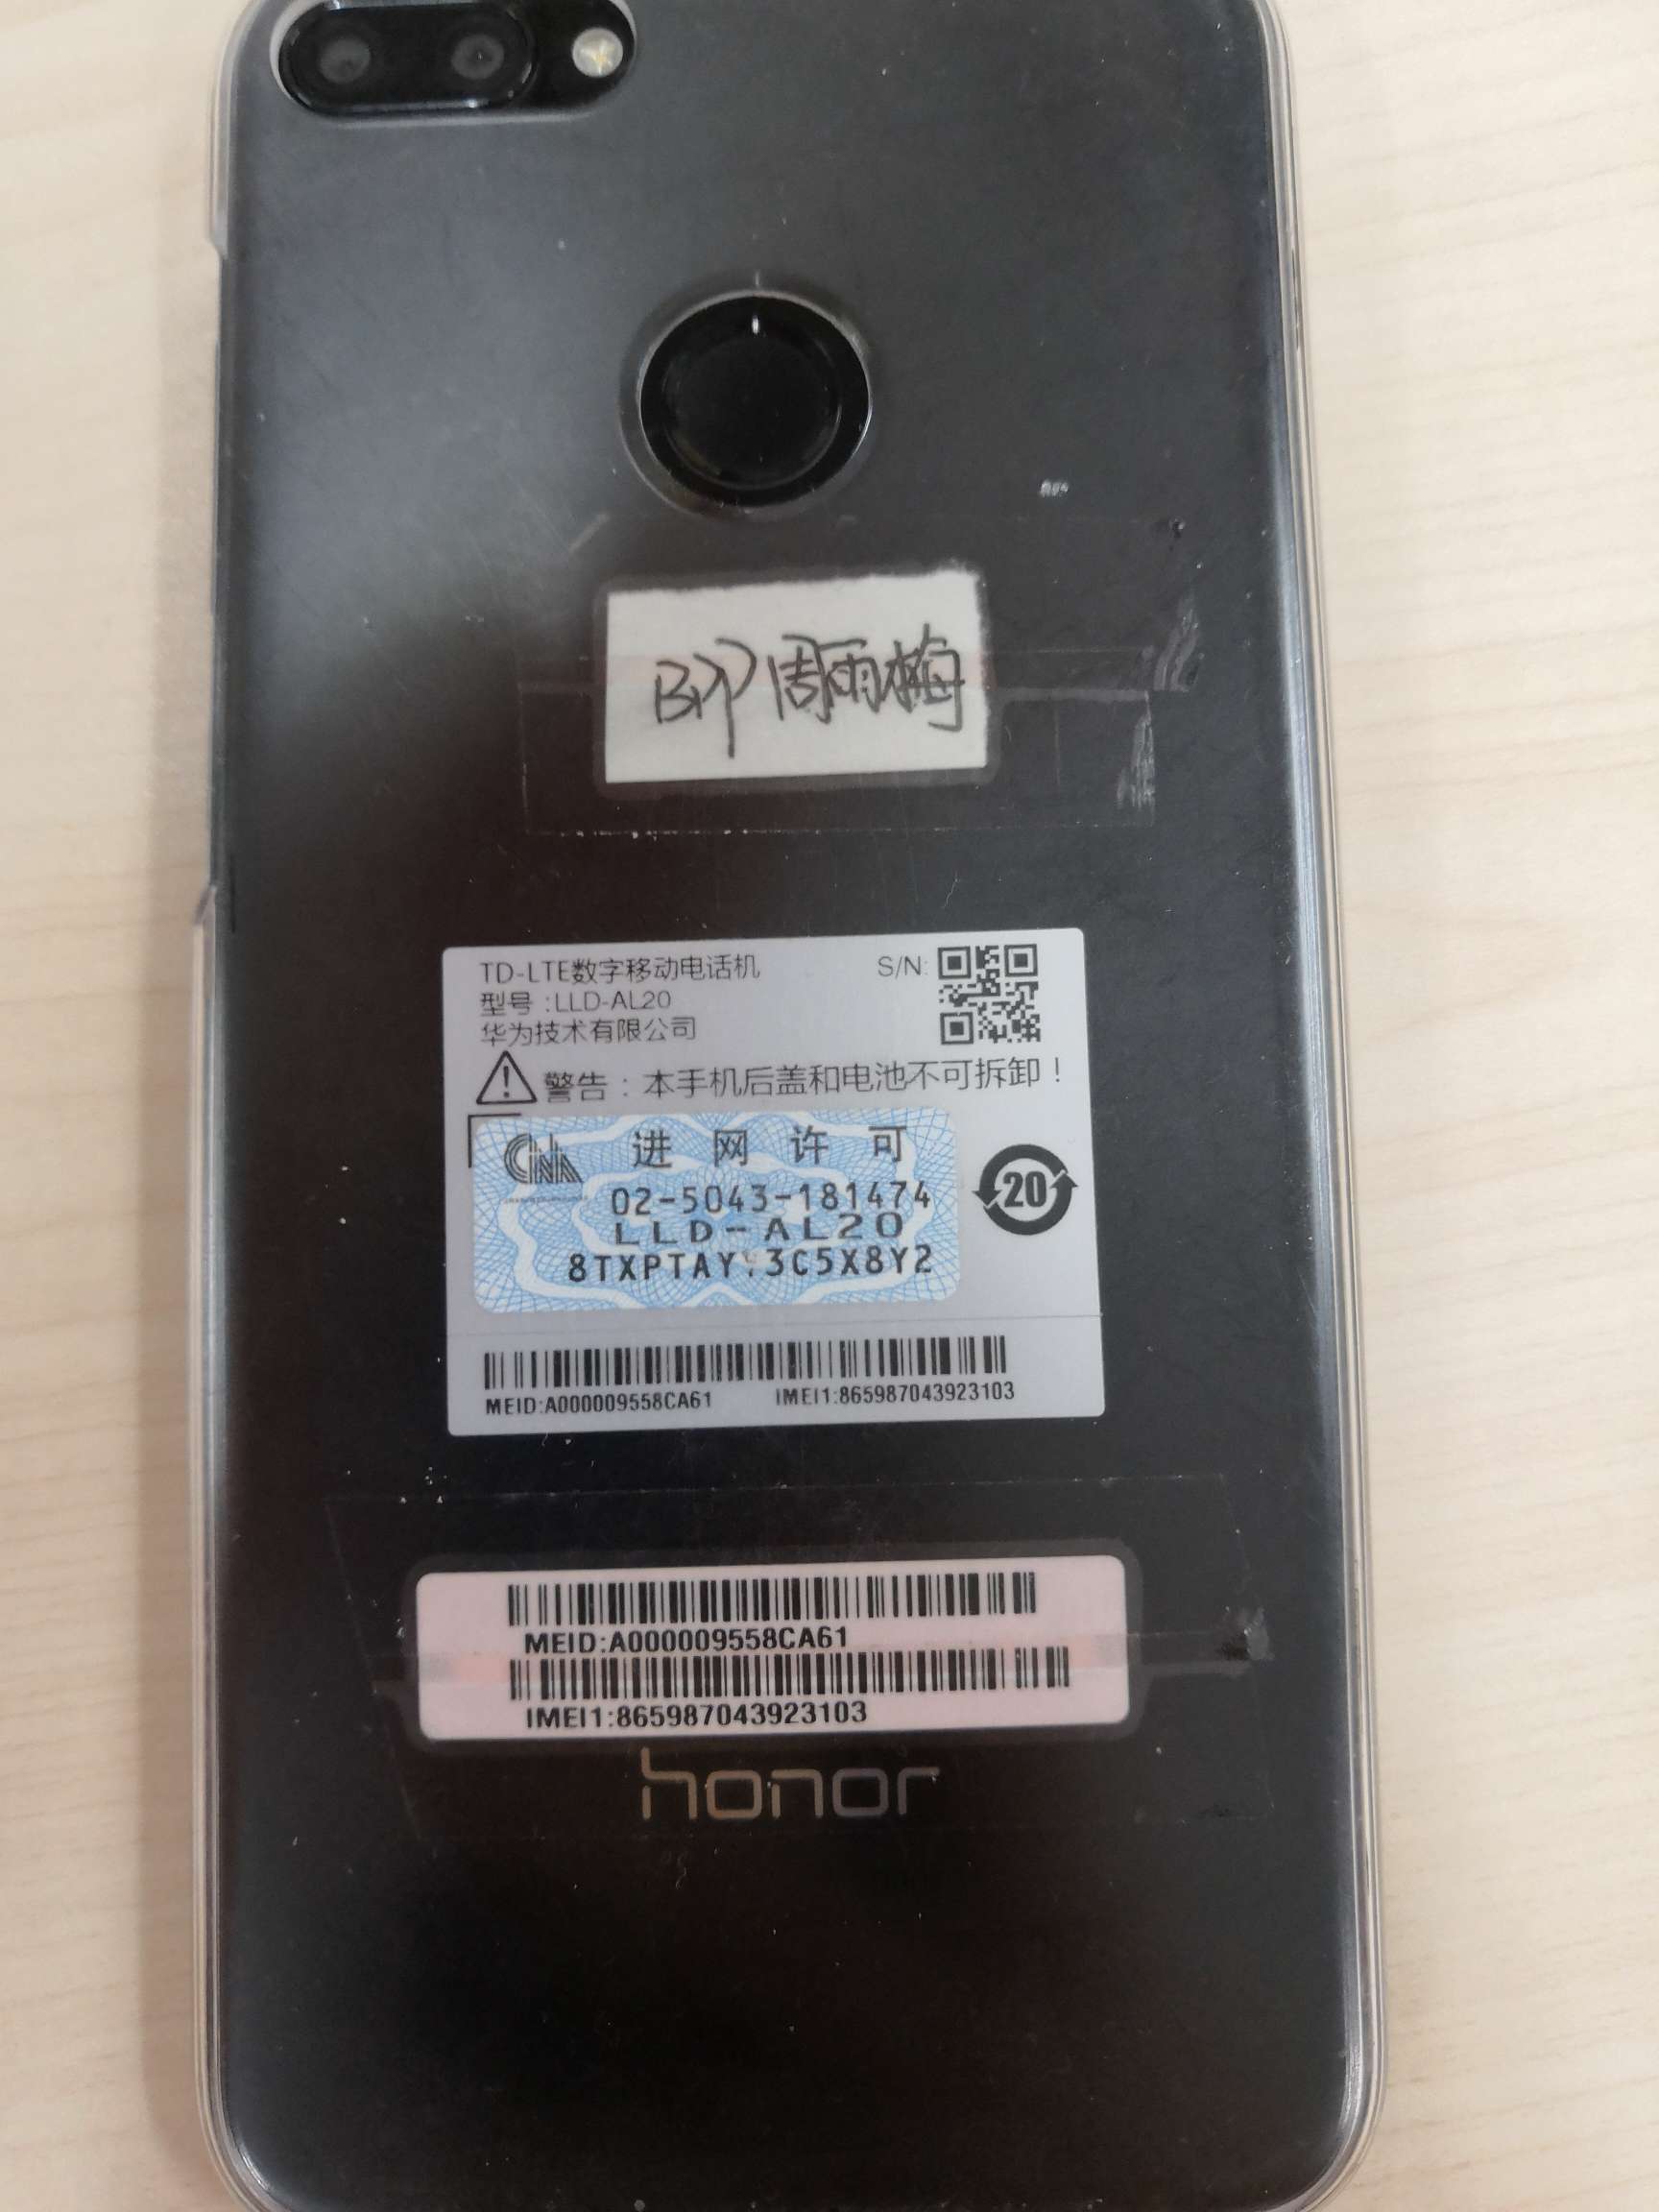 周雨梅
TD-LTE数字移动电话机
S/N:
型号:LLD-AL20
华为技术有限公司
警告:本手机后盖和电池不可拆卸!
CNA
进网许可
02-5043-181474
LLD-AL20
8TXPTAY 3C5X8Y2
20
MEID:A000009558CA61 IMEI1:865987043923103
MEID:A000009558CA61
IMEI1:865987043923103
honor